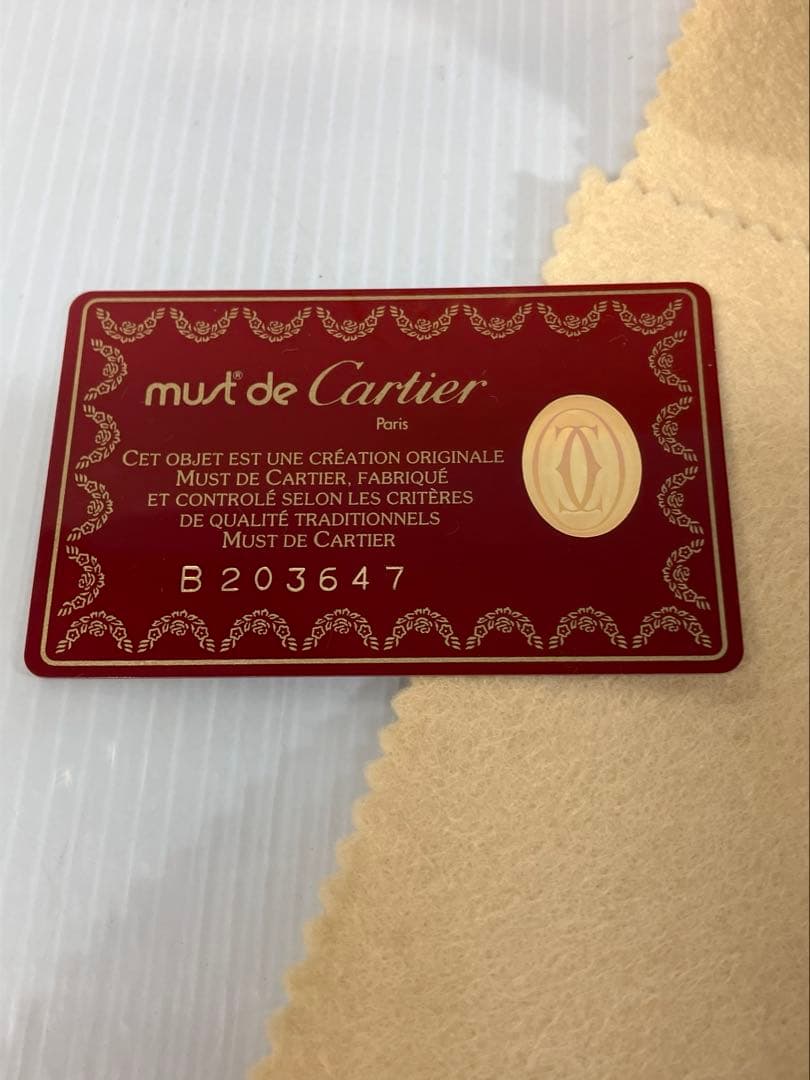 must® de Cartier
Paris
CET OBJET EST UNE CRÉATION ORIGINALE
MUST DE CARTIER, FABRIQUÉ
ET CONTROLÉ SELON LES CRITÈRES
DE QUALITÉ TRADITIONNELS
MUST DE CARTIER
B203647